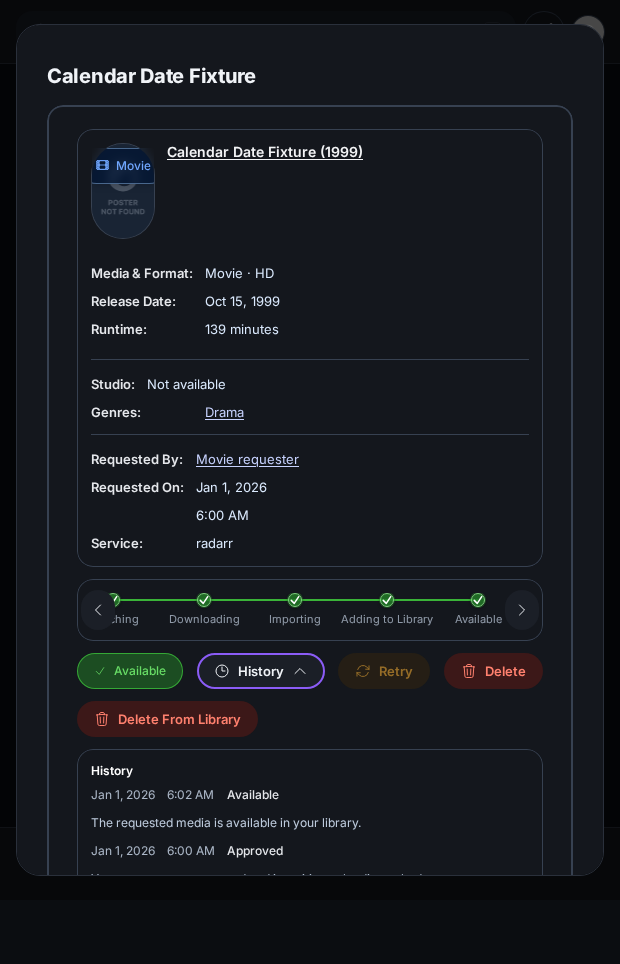 Calendar Date Fixture
Movie
POSTER
NOT FOUND
Calendar Date Fixture (1999)
Media & Format: Movie · HD
Release Date: Oct 15, 1999
Runtime: 139 minutes
Studio: Not available
Genres: Drama
Requested By: Movie requester
Requested On: Jan 1, 2026
6:00 AM
Service: radarr
ching Downloading Importing Adding to Library Available
Available History Retry Delete
Delete From Library
History
Jan 1, 2026 6:02 AM Available
The requested media is available in your library.
Jan 1, 2026 6:00 AM Approved